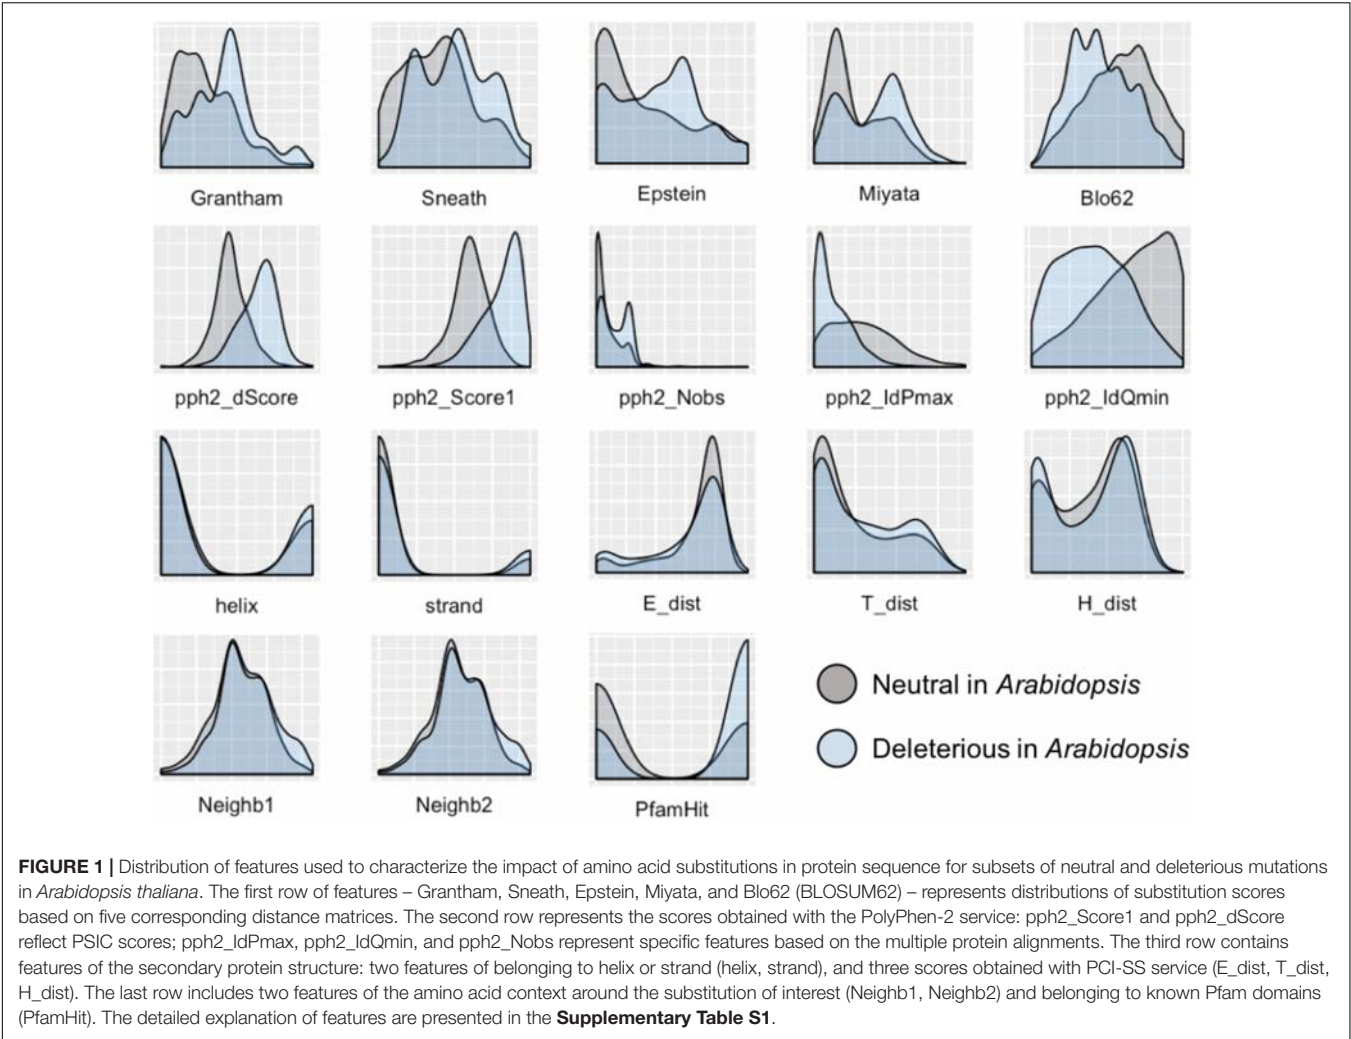 Grantham Sneath Epstein Miyata Blo62
pph2_dScore pph2_Score1 pph2_Nobs pph2_IdPmax pph2_IdQmin
helix strand E_dist T_dist H_dist
Neighb1 Neighb2 PfamHit
Neutral in Arabidopsis
Deleterious in Arabidopsis
FIGURE 1 | Distribution of features used to characterize the impact of amino acid substitutions in protein sequence for subsets of neutral and deleterious mutations
in Arabidopsis thaliana. The first row of features – Grantham, Sneath, Epstein, Miyata, and Blo62 (BLOSUM62) – represents distributions of substitution scores
based on five corresponding distance matrices. The second row represents the scores obtained with the PolyPhen-2 service: pph2_Score1 and pph2_dScore
reflect PSIC scores; pph2_IdPmax, pph2_IdQmin, and pph2_Nobs represent specific features based on the multiple protein alignments. The third row contains
features of the secondary protein structure: two features of belonging to helix or strand (helix, strand), and three scores obtained with PCI-SS service (E_dist, T_dist,
H_dist). The last row includes two features of the amino acid context around the substitution of interest (Neighb1, Neighb2) and belonging to known Pfam domains
(PfamHit). The detailed explanation of features are presented in the Supplementary Table S1.